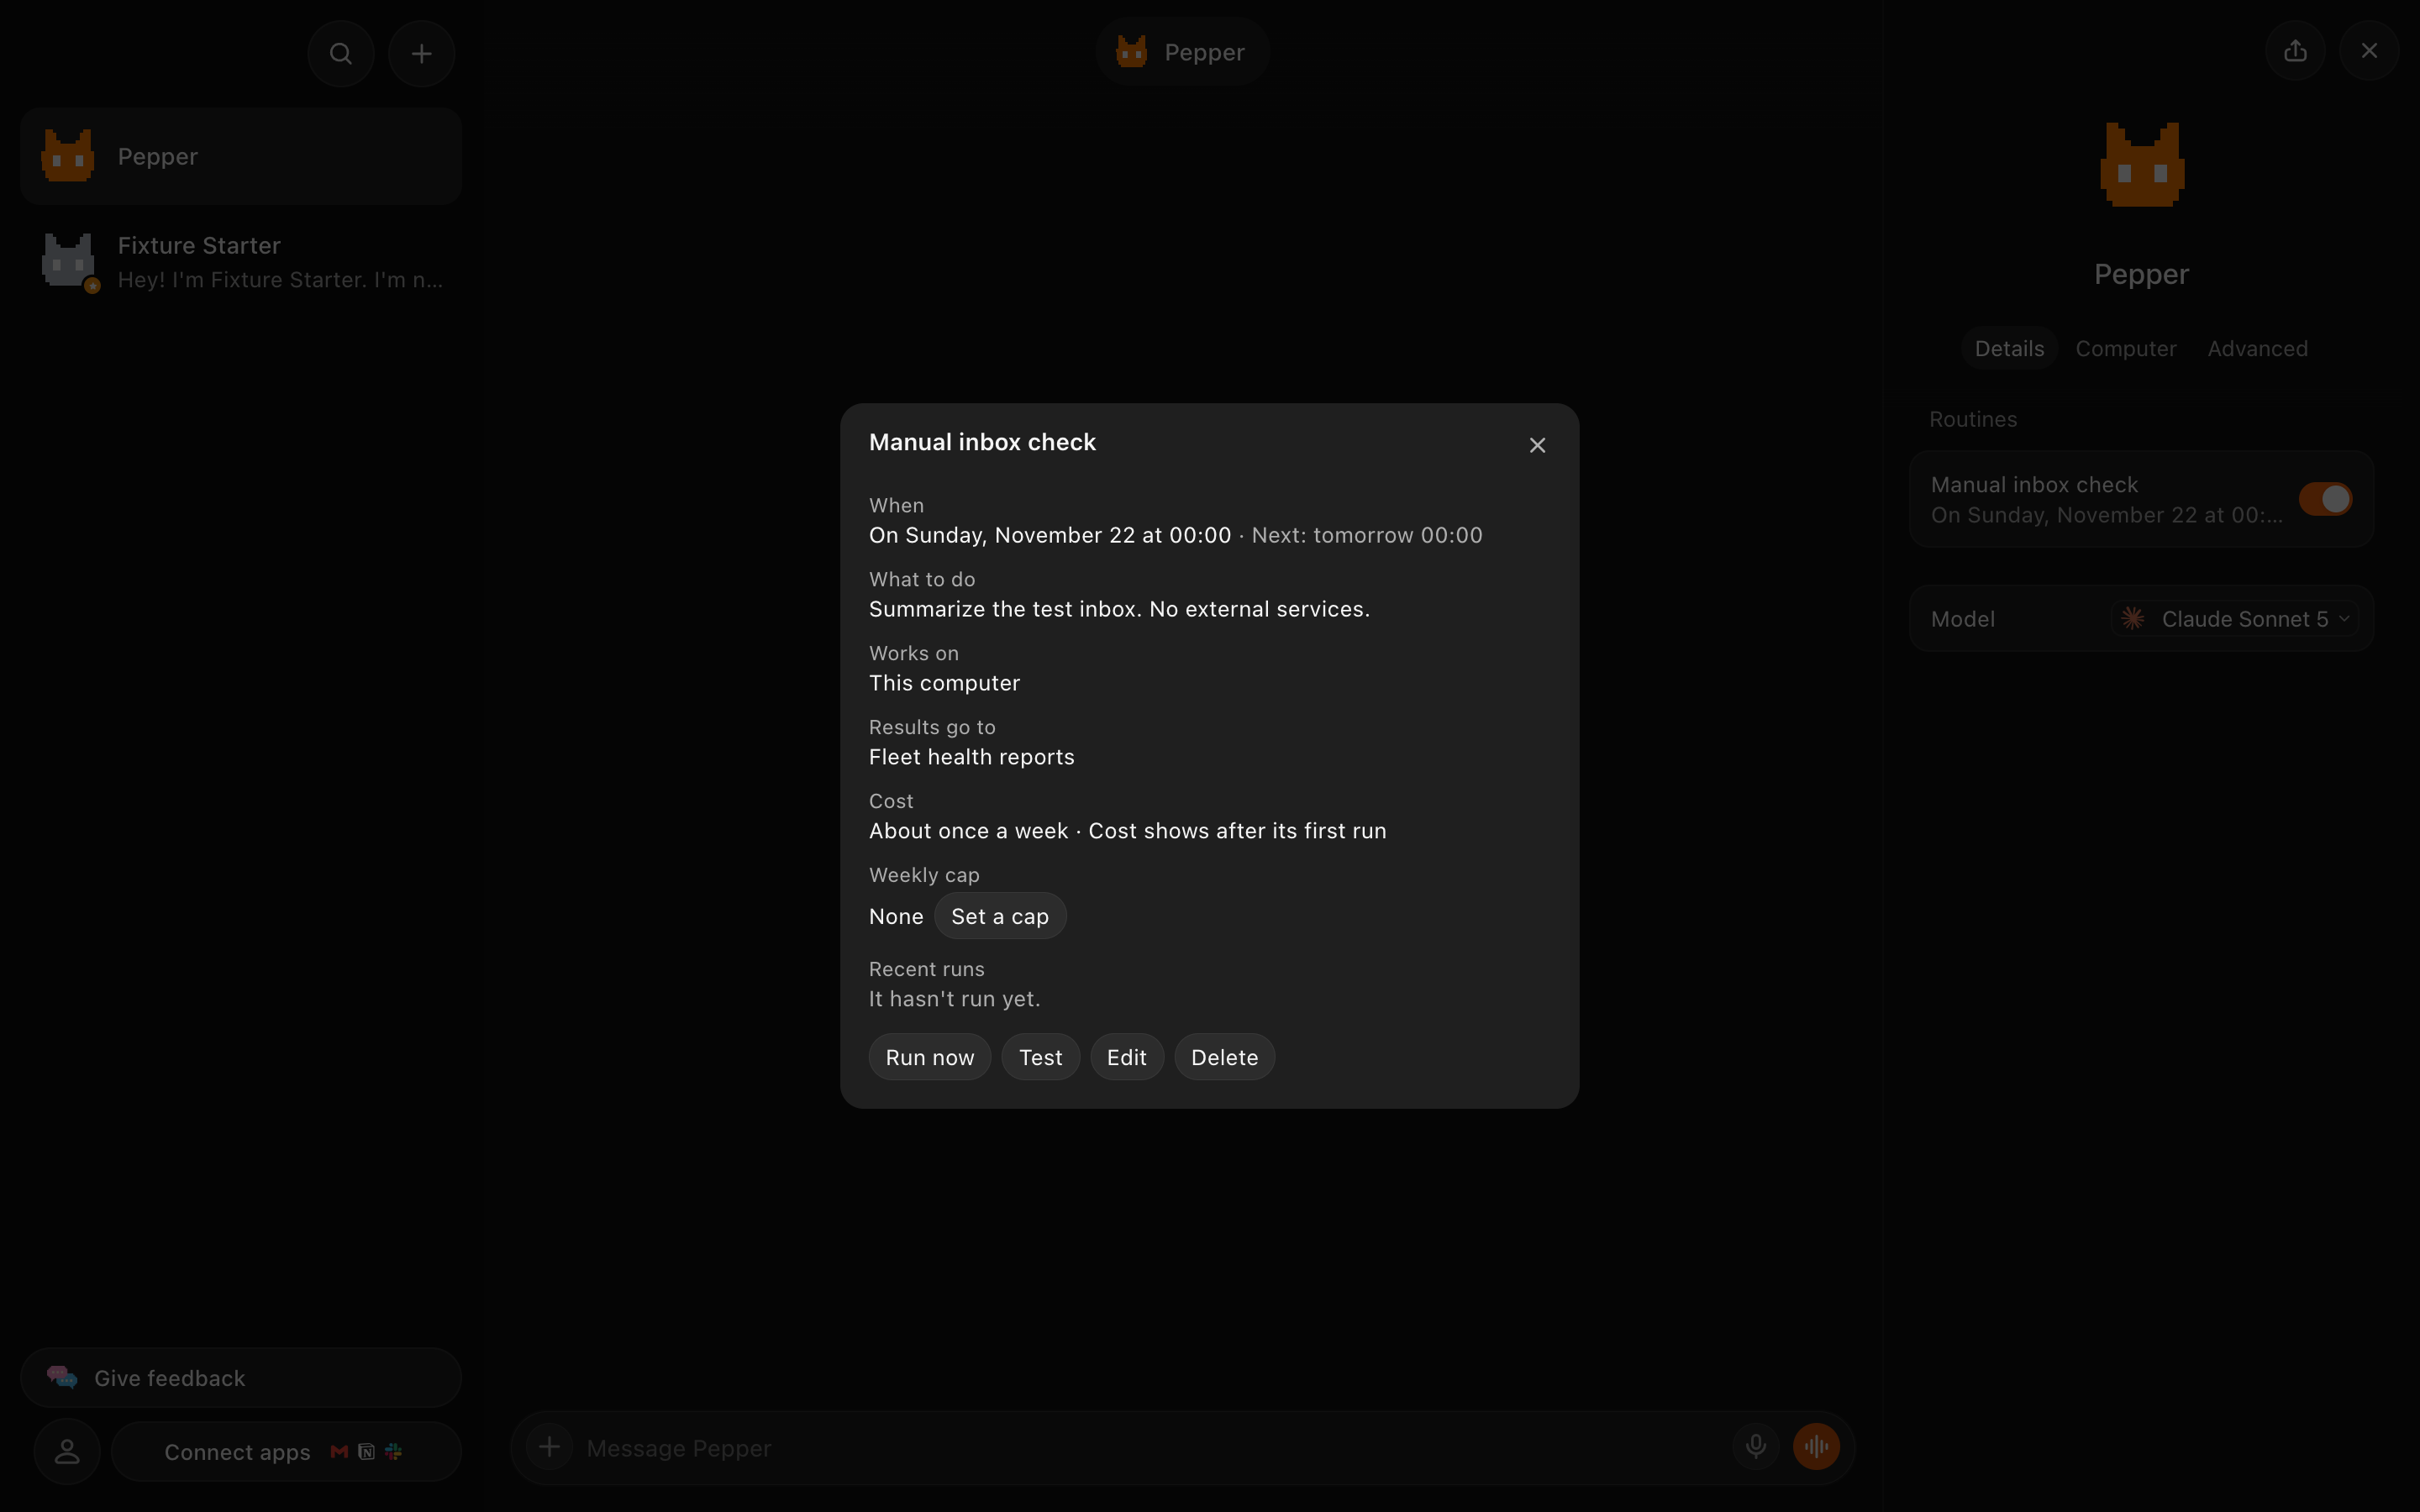 Pepper
Pepper
Fixture Starter
Hey! I'm Fixture Starter. I'm n...
Give feedback
Connect apps
Manual inbox check
When
On Sunday, November 22 at 00:00 · Next: tomorrow 00:00
What to do
Summarize the test inbox. No external services.
Works on
This computer
Results go to
Fleet health reports
Cost
About once a week · Cost shows after its first run
Weekly cap
None Set a cap
Recent runs
It hasn't run yet.
Run now Test Edit Delete
Message Pepper
Pepper
Details Computer Advanced
Routines
Manual inbox check
On Sunday, November 22 at 00:...
Model Claude Sonnet 5